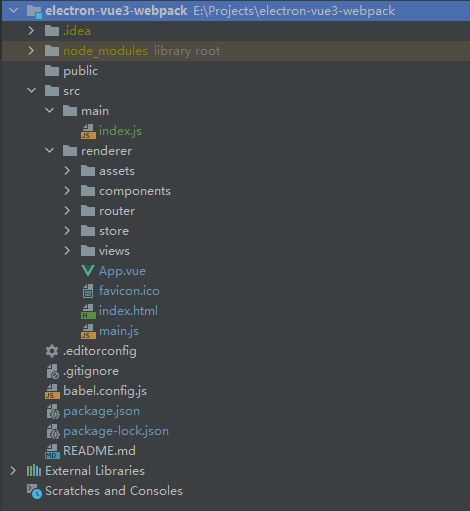 electron-vue3-webpack E:\Projects\electron-vue3-webpack
.idea
node_modules library root
public
src
main
index.js
renderer
assets
components
router
store
views
App.vue
favicon.ico
index.html
main.js
.editorconfig
.gitignore
babel.config.js
package.json
package-lock.json
README.md
External Libraries
Scratches and Consoles